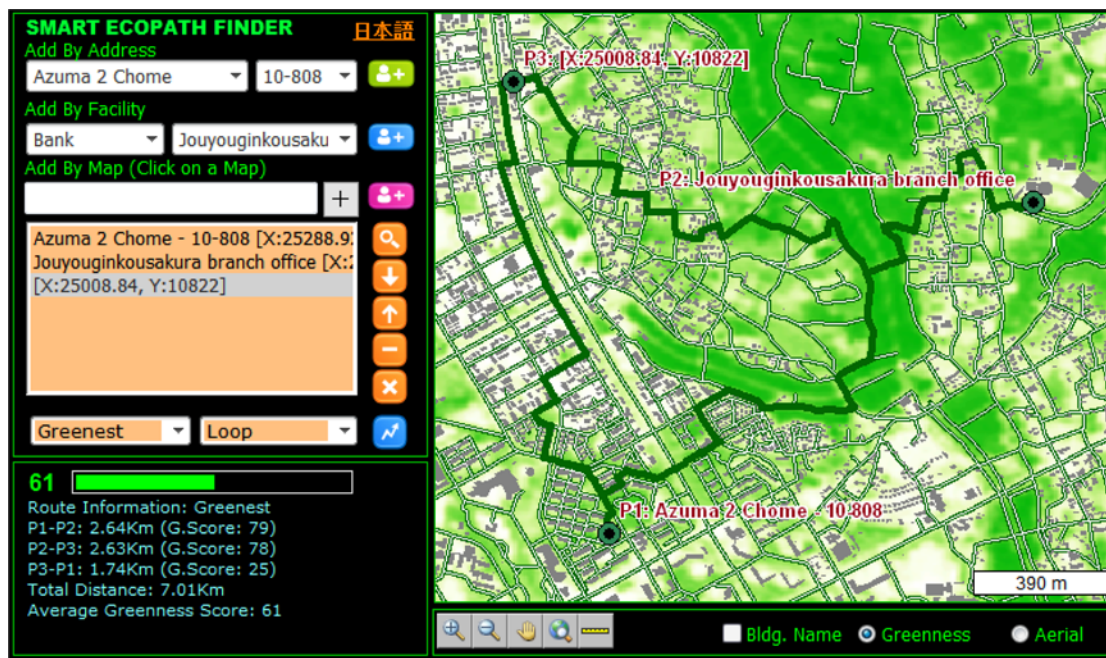 SMART ECOPATH FINDER
日本語
Add By Address
Azuma 2 Chome
10-808
Add By Facility
Bank
Jouyouginkousaku
Add By Map (Click on a Map)
+
Azuma 2 Chome - 10-808 [X:25288.92
Jouyouginkousakura branch office [X:2
[X:25008.84, Y:10822]
Greenest
Loop
61
Route Information: Greenest
P1-P2: 2.64Km (G.Score: 79)
P2-P3: 2.63Km (G.Score: 78)
P3-P1: 1.74Km (G.Score: 25)
Total Distance: 7.01Km
Average Greenness Score: 61
P3: [X:25008.84, Y:10822]
P2: Jouyouginkousakura branch office
P1: Azuma 2 Chome - 10-808
390 m
Bldg. Name
Greenness
Aerial